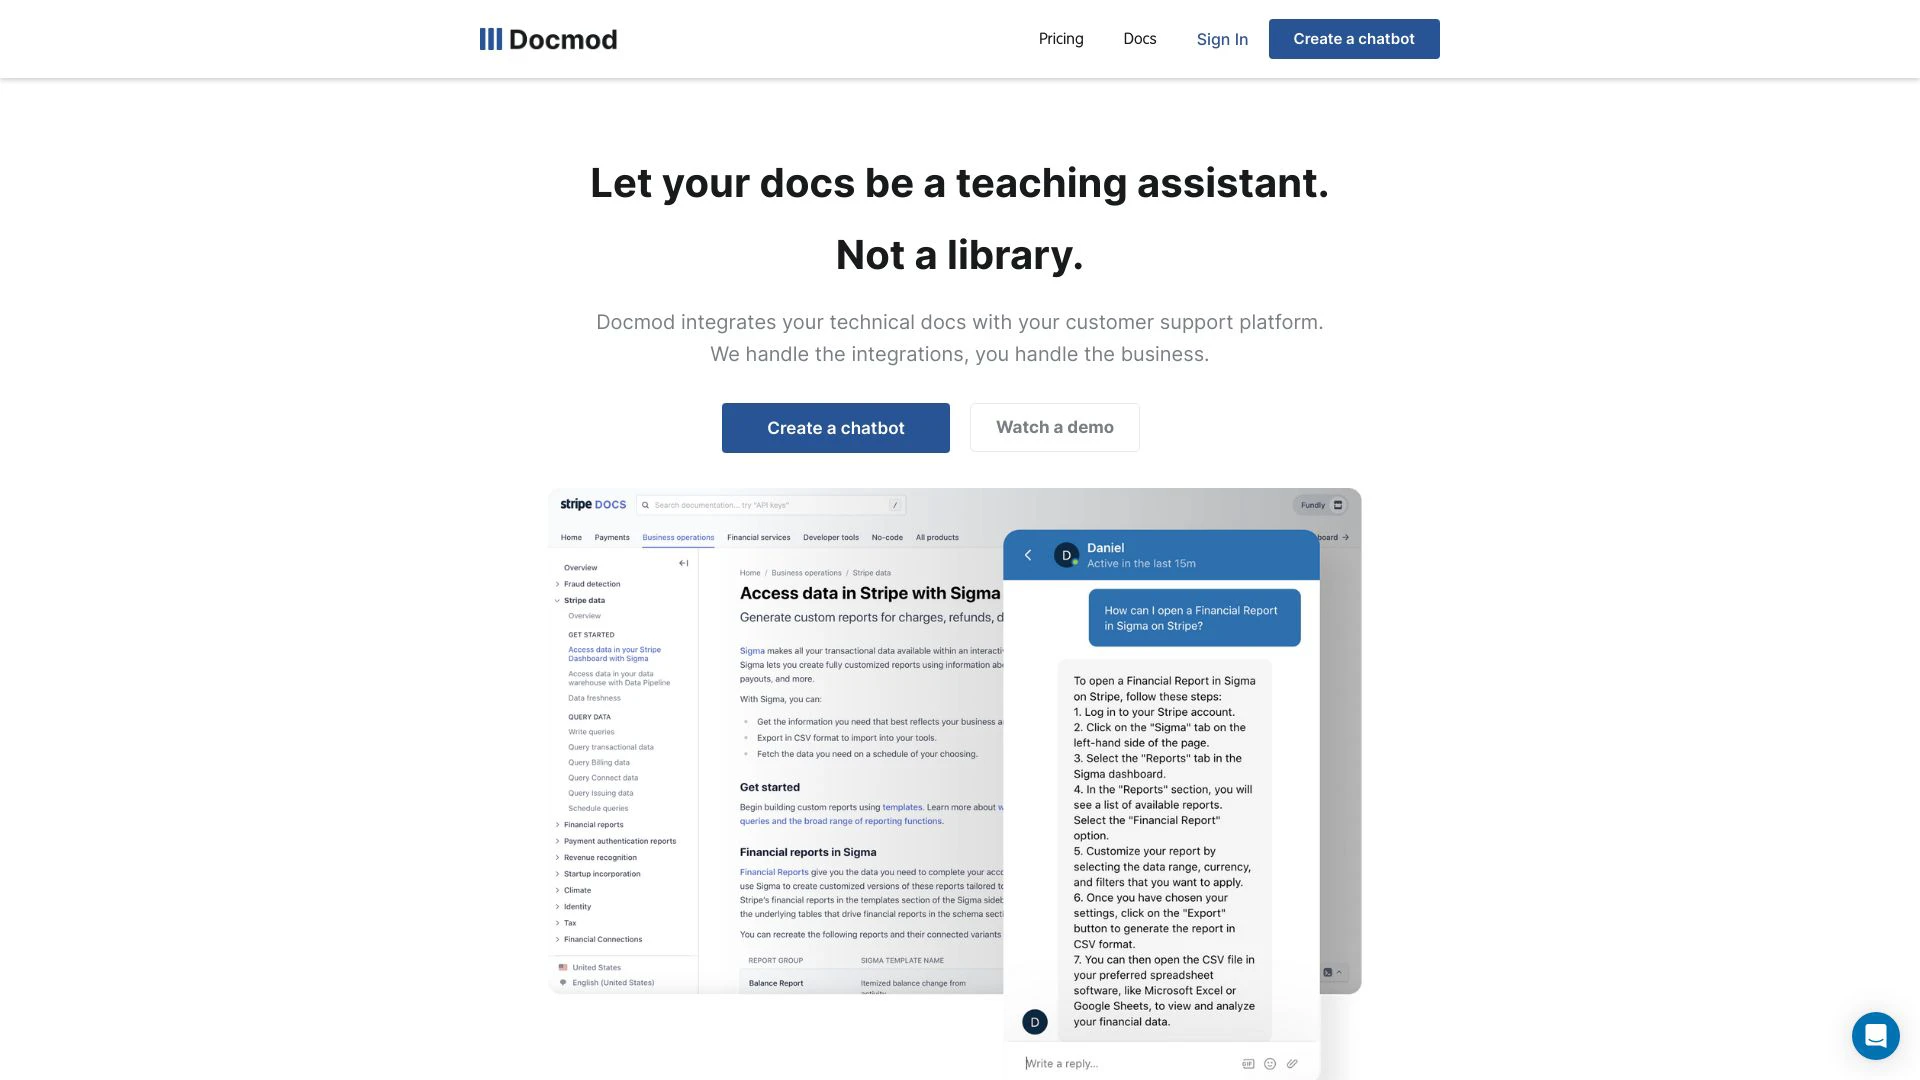 Docmod
Pricing
Docs
Sign In
Create a chatbot
Let your docs be a teaching assistant.
Not a library.
Docmod integrates your technical docs with your customer support platform.
We handle the integrations, you handle the business.
Create a chatbot
Watch a demo
stripe DOCS
Search documentation... try "API keys"
/
Fundly
Home
Payments
Business operations
Financial services
Developer tools
No-code
All products
board →
Overview
Fraud detection
Stripe data
Overview
GET STARTED
Access data in your Stripe
Dashboard with Sigma
Access data in your data
warehouse with Data Pipeline
Data freshness
QUERY DATA
Write queries
Query transactional data
Query Billing data
Query Connect data
Query Issuing data
Schedule queries
Financial reports
Payment authentication reports
Revenue recognition
Startup incorporation
Climate
Identity
Tax
Financial Connections
United States
English (United States)
Home / Business operations / Stripe data
Access data in Stripe with Sigma
Generate custom reports for charges, refunds, d
Sigma makes all your transactional data available within an interacti
Sigma lets you create fully customized reports using information abo
payouts, and more.
With Sigma, you can:
Get the information you need that best reflects your business a
Export in CSV format to import into your tools.
Fetch the data you need on a schedule of your choosing.
Get started
Begin building custom reports using templates. Learn more about w
queries and the broad range of reporting functions.
Financial reports in Sigma
Financial Reports give you the data you need to complete your acco
use Sigma to create customized versions of these reports tailored to
Stripe's financial reports in the templates section of the Sigma sideb
the underlying tables that drive financial reports in the schema secti
You can recreate the following reports and their connected variants
REPORT GROUP
SIGMA TEMPLATE NAME
Balance Report
Itemized balance change from
D
Daniel
Active in the last 15m
How can I open a Financial Report
in Sigma on Stripe?
To open a Financial Report in Sigma
on Stripe, follow these steps:
1. Log in to your Stripe account.
2. Click on the "Sigma" tab on the
left-hand side of the page.
3. Select the "Reports" tab in the
Sigma dashboard.
4. In the "Reports" section, you will
see a list of available reports.
Select the "Financial Report"
option.
5. Customize your report by
selecting the data range, currency,
and filters that you want to apply.
6. Once you have chosen your
settings, click on the "Export"
button to generate the report in
CSV format.
7. You can then open the CSV file in
your preferred spreadsheet
software, like Microsoft Excel or
Google Sheets, to view and analyze
your financial data.
D
Write a reply...
GIF